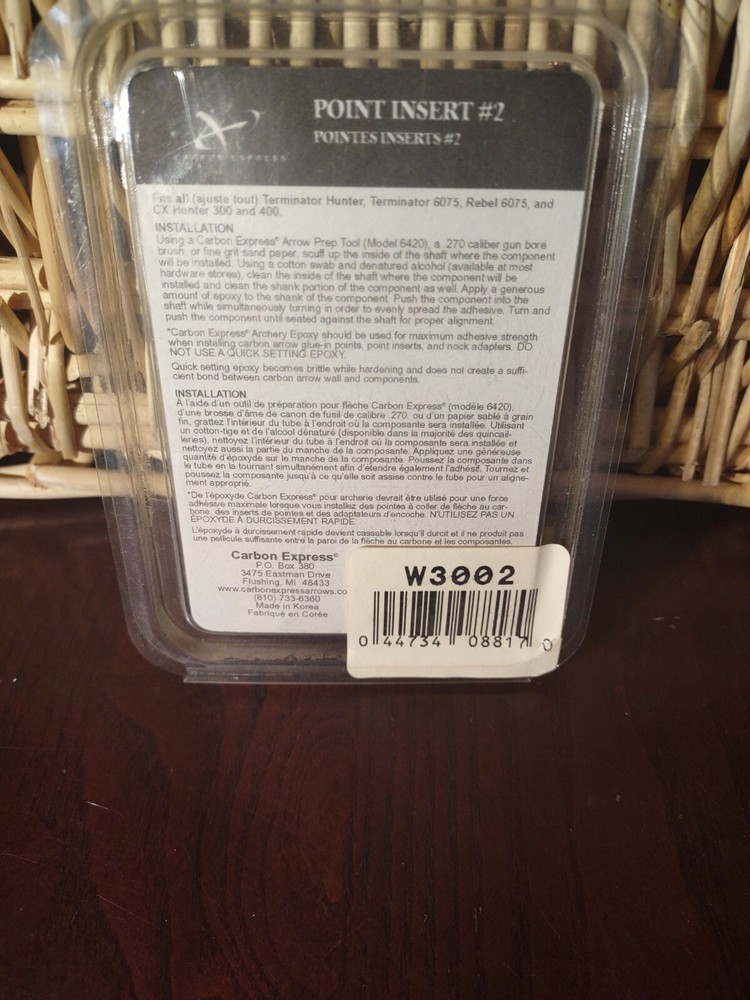 CARBON EXPRESS
POINT INSERT #2
POINTES INSERTS #2
Fits all (ajuste tout) Terminator Hunter, Terminator 6075, Rebel 6075, and
CX Hunter 300 and 400.
INSTALLATION
Using a Carbon Express® Arrow Prep Tool (Model 6420), a .270 caliber gun bore
brush, or fine grit sand paper, scuff up the inside of the shaft where the component
will be installed. Using a cotton swab and denatured alcohol (available at most
hardware stores), clean the inside of the shaft where the component will be
installed and clean the shank portion of the component as well. Apply a generous
amount of epoxy to the shank of the component. Push the component into the
shaft while simultaneously turning in order to evenly spread the adhesive. Turn and
push the component until seated against the shaft for proper alignment.
*Carbon Express® Archery Epoxy should be used for maximum adhesive strength
when installing carbon arrow glue-in points, point inserts, and nock adapters. DO
NOT USE A QUICK SETTING EPOXY.
Quick setting epoxy becomes brittle while hardening and does not create a suffi-
cient bond between carbon arrow wall and components.
INSTALLATION
À l'aide d'un outil de préparation pour flèche Carbon Express® (modèle 6420),
d'une brosse d'âme de canon de fusil de calibre .270, ou d'un papier sablé à grain
fin, grattez l'intérieur du tube à l'endroit où la composante sera installée. Utilisant
un cotton-tige et de l'alcool dénaturé (disponible dans la majorité des quincail-
leries), nettoyez l'intérieur du tube à l'endroit où la composante sera installée et
nettoyez aussi la partie du manche de la composante. Appliquez une généreuse
quantité d'époxyde sur le manche de la composante. Poussez la composante dans
le tube en la tournant simultanément afin d'étendre également l'adhésif. Tournez et
poussez la composante jusqu'à ce qu'elle soit assise contre le tube pour un aligne-
ment approprié.
*De l'époxyde Carbon Express® pour archerie devrait être utilisé pour une force
adhésive maximale lorsque vous installez des pointes à coller de flèche au car-
bone, des inserts de pointes et des adaptateurs d'encoche. N'UTILISEZ PAS UN
ÉPOXYDE À DURCISSEMENT RAPIDE.
L'époxyde à durcissement rapide devient cassable lorsqu'il durcit et il ne produit pas
une pellicule suffisante entre la paroi de la flèche au carbone et les composantes.
Carbon Express®
P.O. Box 380
3475 Eastman Drive
Flushing, MI 48433
www.carbonexpressarrows.co
(810) 733-6360
Made in Korea
Fabriqué en Corée
W3002
0 44734 08817 0